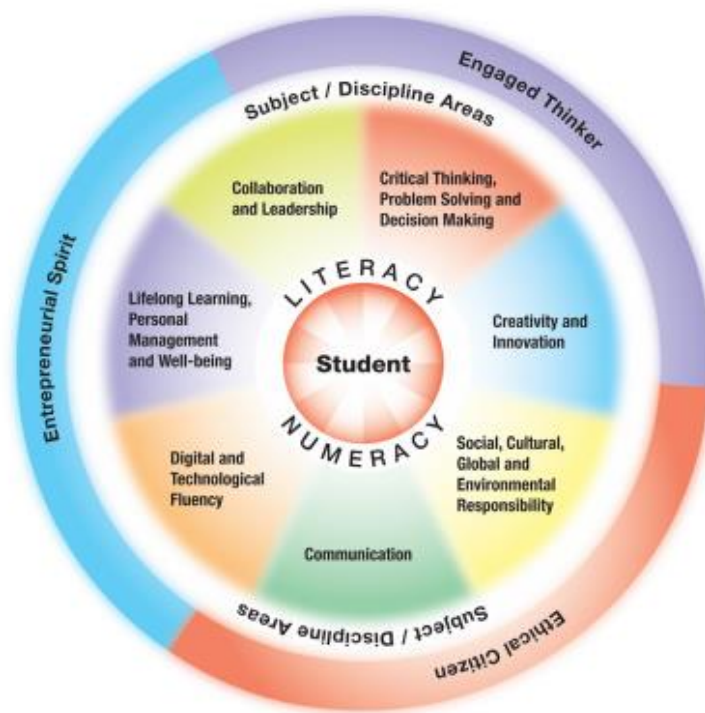 Engaged Thinker
Subject / Discipline Areas
Collaboration
and Leadership
Critical Thinking,
Problem Solving and
Decision Making
Entrepreneurial Spirit
Lifelong Learning,
Personal
Management
and Well-being
LITERACY
Student
NUMERACY
Creativity and
Innovation
Digital and
Technological
Fluency
Social, Cultural,
Global and
Environmental
Responsibility
Communication
Subject / Discipline Areas
Ethical Citizen